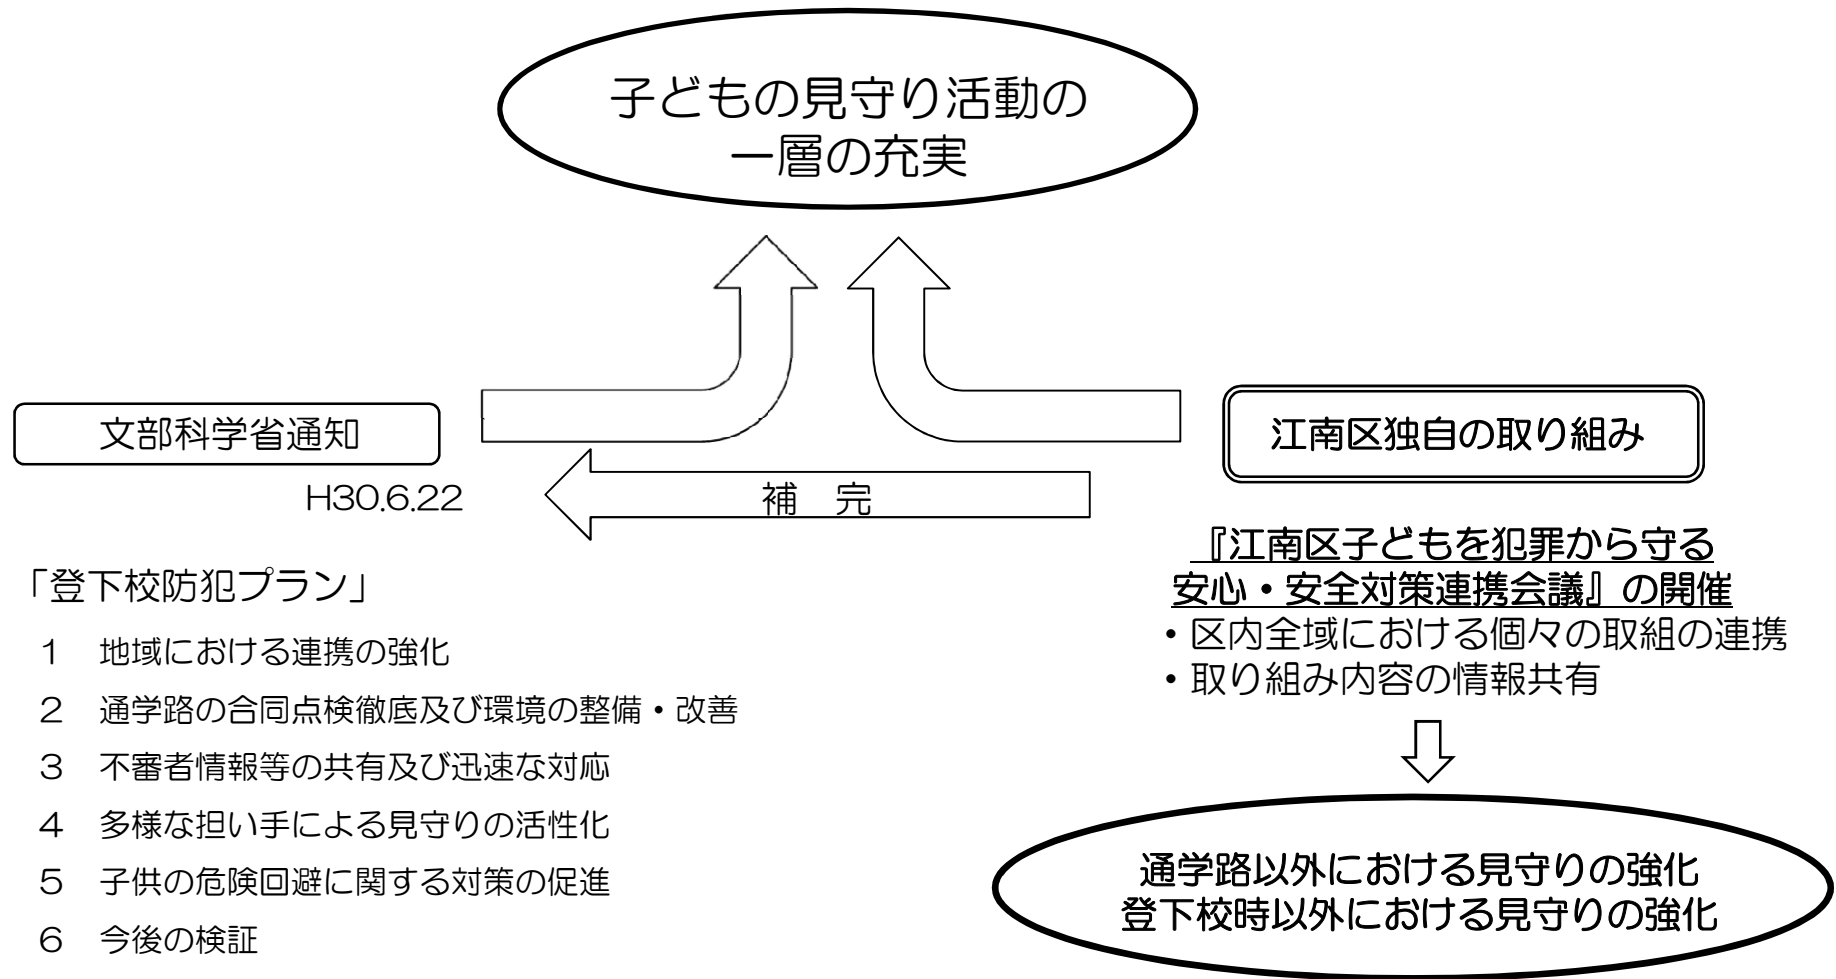 子どもの見守り活動の
一層の充実
文部科学省通知
H30.6.22
「登下校防犯プラン」
1　地域における連携の強化
2　通学路の合同点検徹底及び環境の整備・改善
3　不審者情報等の共有及び迅速な対応
4　多様な担い手による見守りの活性化
5　子供の危険回避に関する対策の促進
6　今後の検証
補　完
江南区独自の取り組み
『江南区子どもを犯罪から守る
安心・安全対策連携会議』の開催
・区内全域における個々の取組の連携
・取り組み内容の情報共有
通学路以外における見守りの強化
登下校時以外における見守りの強化